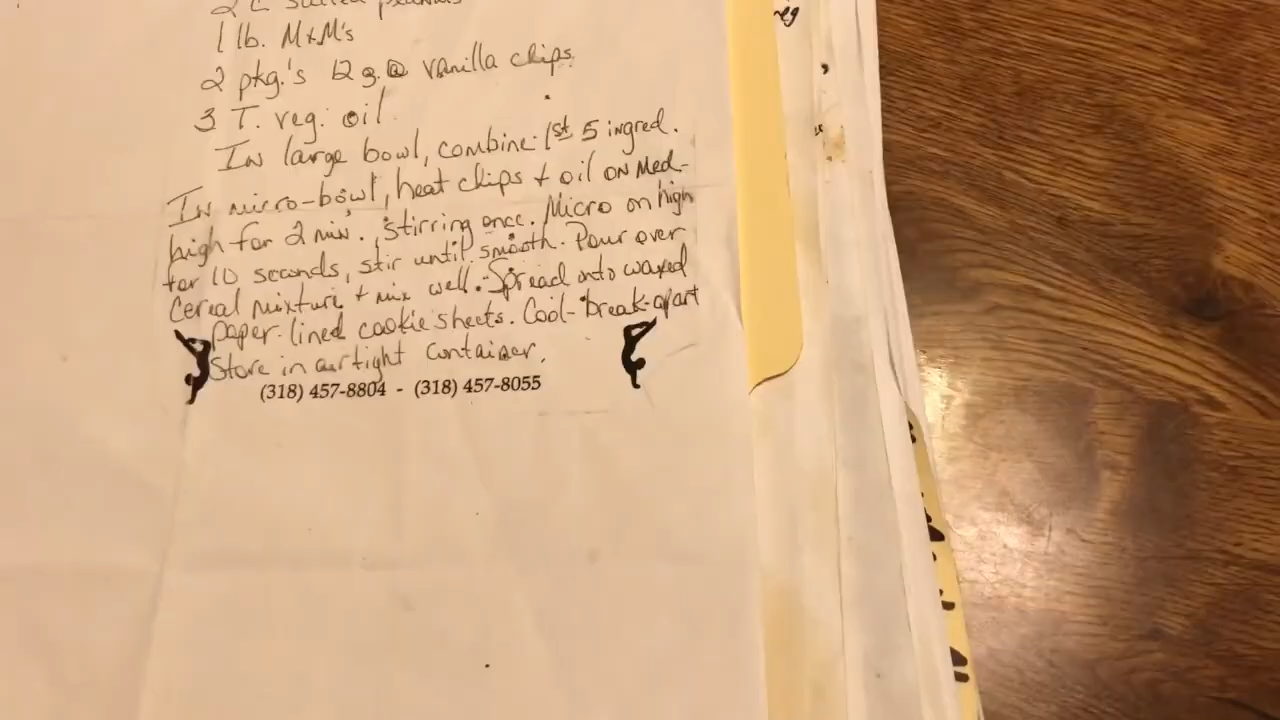 2 C salted peanuts
1 lb. M&M's
2 pkg.'s 12 z. @ vanilla chips
3 T. veg. oil
In large bowl, combine 1st 5 ingred.
In micro-bowl, heat chips + oil on Med-
high for 2 min., stirring once. Micro on high
for 10 seconds, stir until smooth. Pour over
Cereal mixture + mix well. Spread onto waxed
paper-lined cookie sheets. Cool-break-apart
Store in airtight container.
(318) 457-8804 - (318) 457-8055